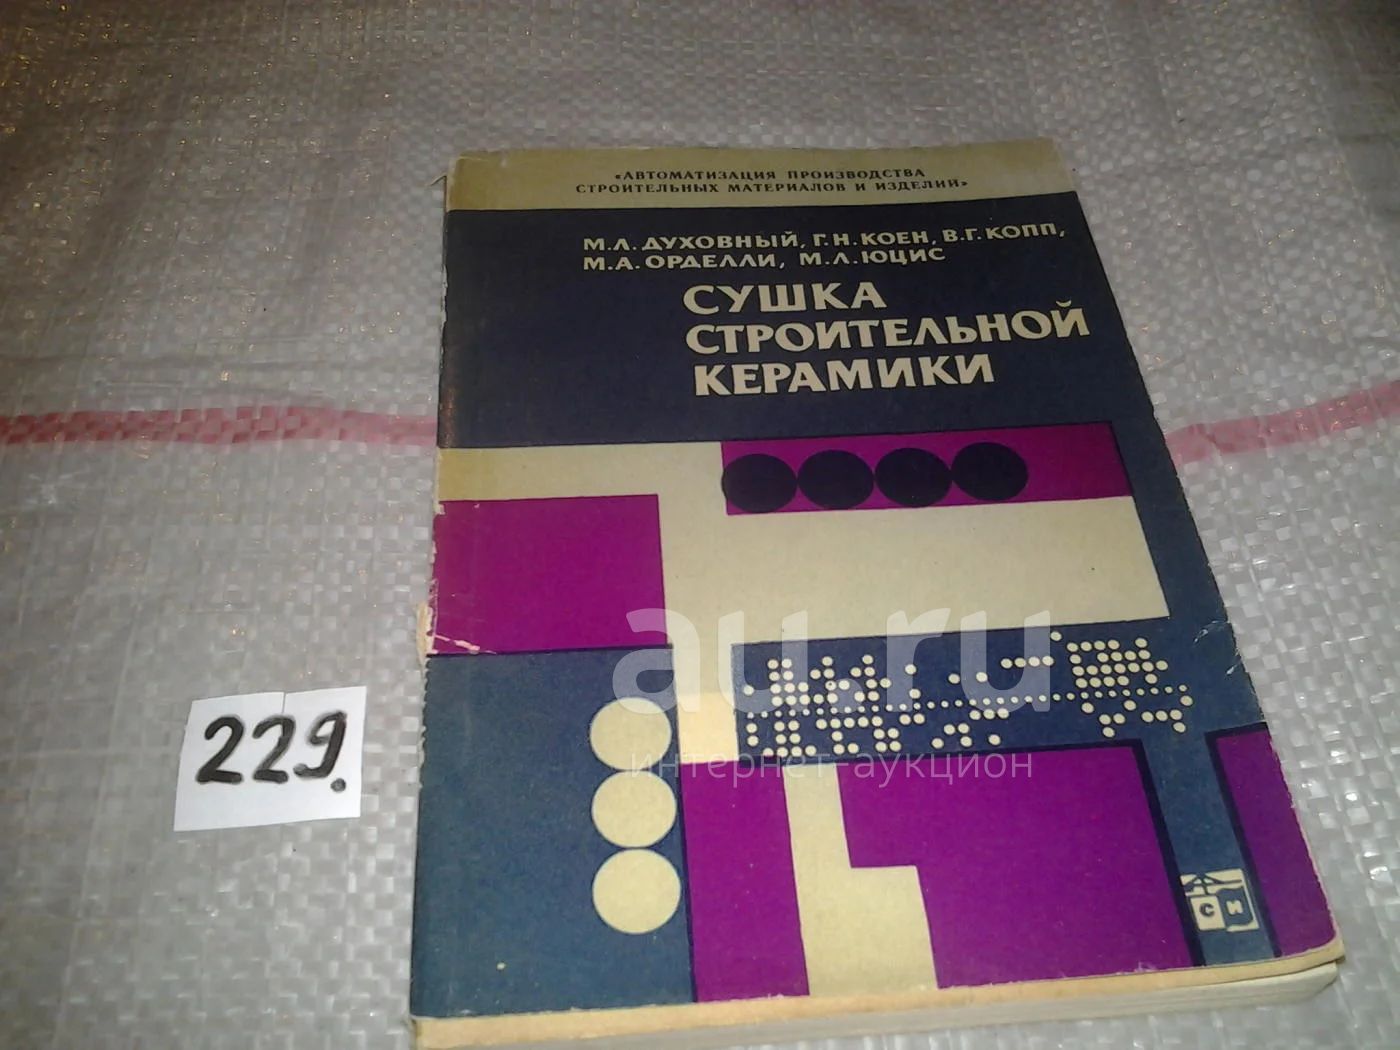 «АВТОМАТИЗАЦИЯ ПРОИЗВОДСТВА
СТРОИТЕЛЬНЫХ МАТЕРИАЛОВ И ИЗДЕЛИЙ»
М.Л. ДУХОВНЫЙ, Г.Н. КОЕН, В.Г. КОПП,
М.А. ОРДЕЛЛИ, М.Л. ЮЦИС
СУШКА
СТРОИТЕЛЬНОЙ
КЕРАМИКИ
au.ru
интернет-аукцион
229.
С И